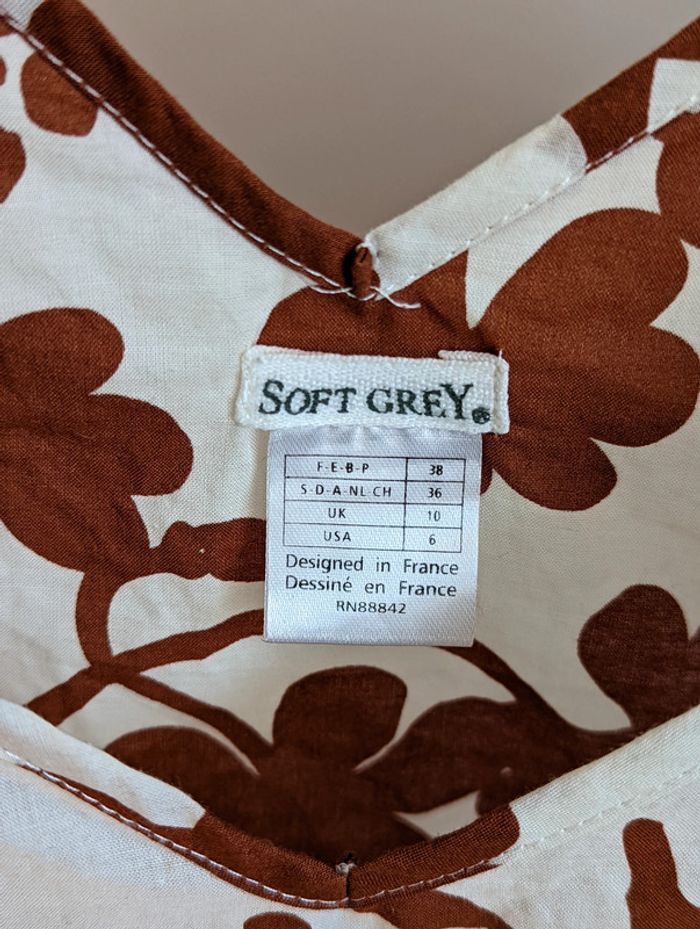 SOFT GREY®
F-E-B-P 38
S-D-A-NL-CH 36
UK 10
USA 6
Designed in France
Dessiné en France
RN88842